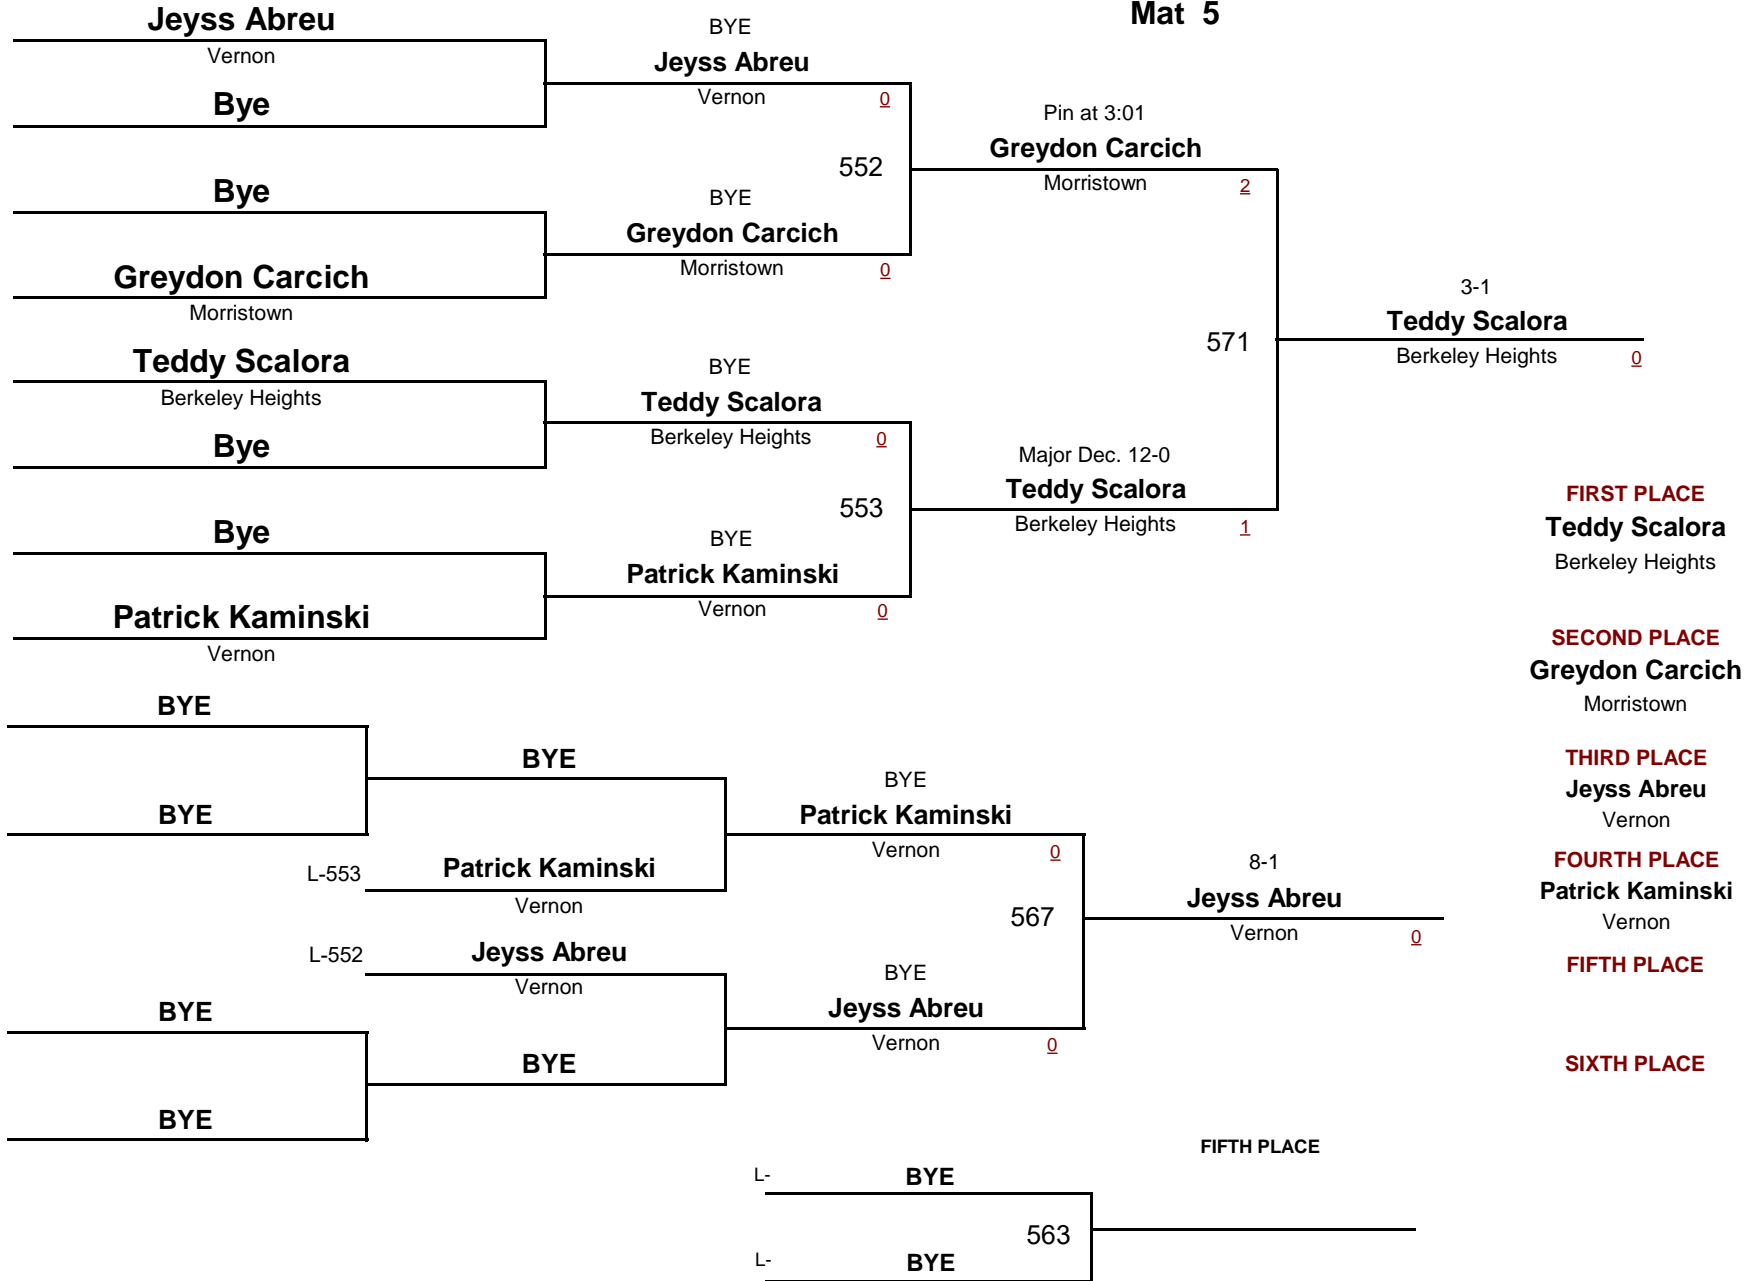 Mat 5
Jeyss Abreu
Vernon
Bye
Bye
Greydon Carcich
Morristown
Teddy Scalora
Berkeley Heights
Bye
Bye
Patrick Kaminski
Vernon
BYE
Jeyss Abreu
Vernon 0
552
BYE
Greydon Carcich
Morristown 0
BYE
Teddy Scalora
Berkeley Heights 0
553
BYE
Patrick Kaminski
Vernon 0
Pin at 3:01
Greydon Carcich
Morristown 2
571
Major Dec. 12-0
Teddy Scalora
Berkeley Heights 1
3-1
Teddy Scalora
Berkeley Heights 0
FIRST PLACE
Teddy Scalora
Berkeley Heights
SECOND PLACE
Greydon Carcich
Morristown
THIRD PLACE
Jeyss Abreu
Vernon
FOURTH PLACE
Patrick Kaminski
Vernon
FIFTH PLACE
SIXTH PLACE
BYE
BYE
BYE
L-553 Patrick Kaminski
Vernon
L-552 Jeyss Abreu
Vernon
BYE
BYE
BYE
BYE
Patrick Kaminski
Vernon 0
567
BYE
Jeyss Abreu
Vernon 0
8-1
Jeyss Abreu
Vernon 0
FIFTH PLACE
L- BYE
563
L- BYE